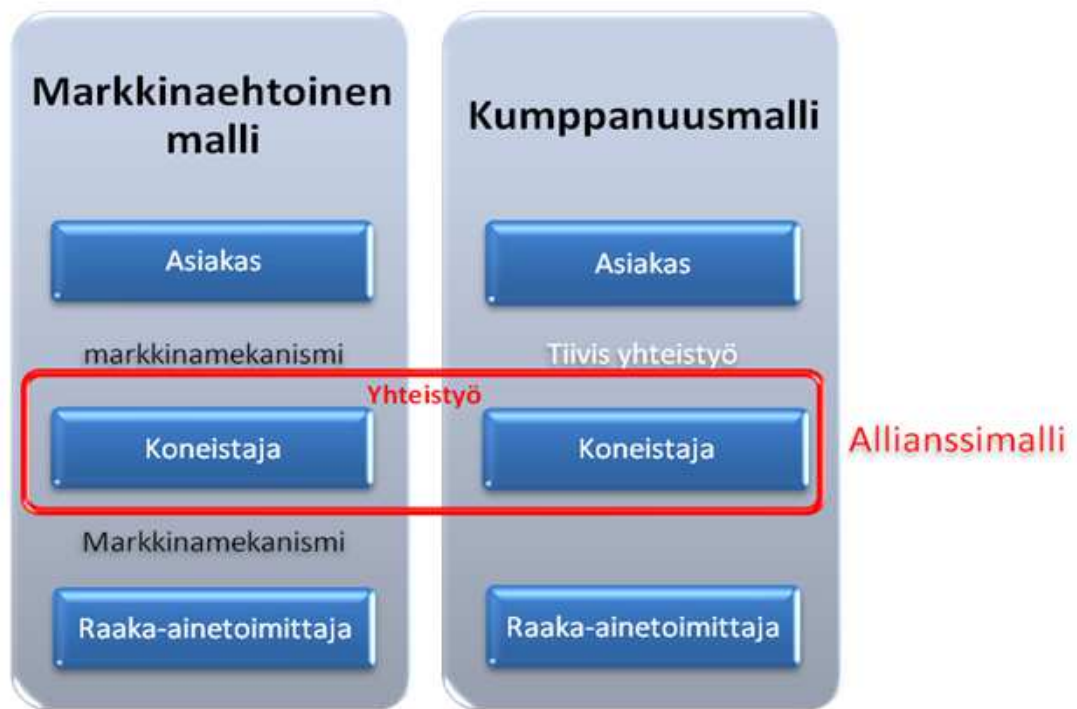 Markkinaehtoinen
malli
Asiakas
markkinamekanismi
Koneistaja
Markkinamekanismi
Raaka-ainetoimittaja
Kumppanuusmalli
Asiakas
Tiivis yhteistyö
Koneistaja
Raaka-ainetoimittaja
Yhteistyö
Allianssimalli